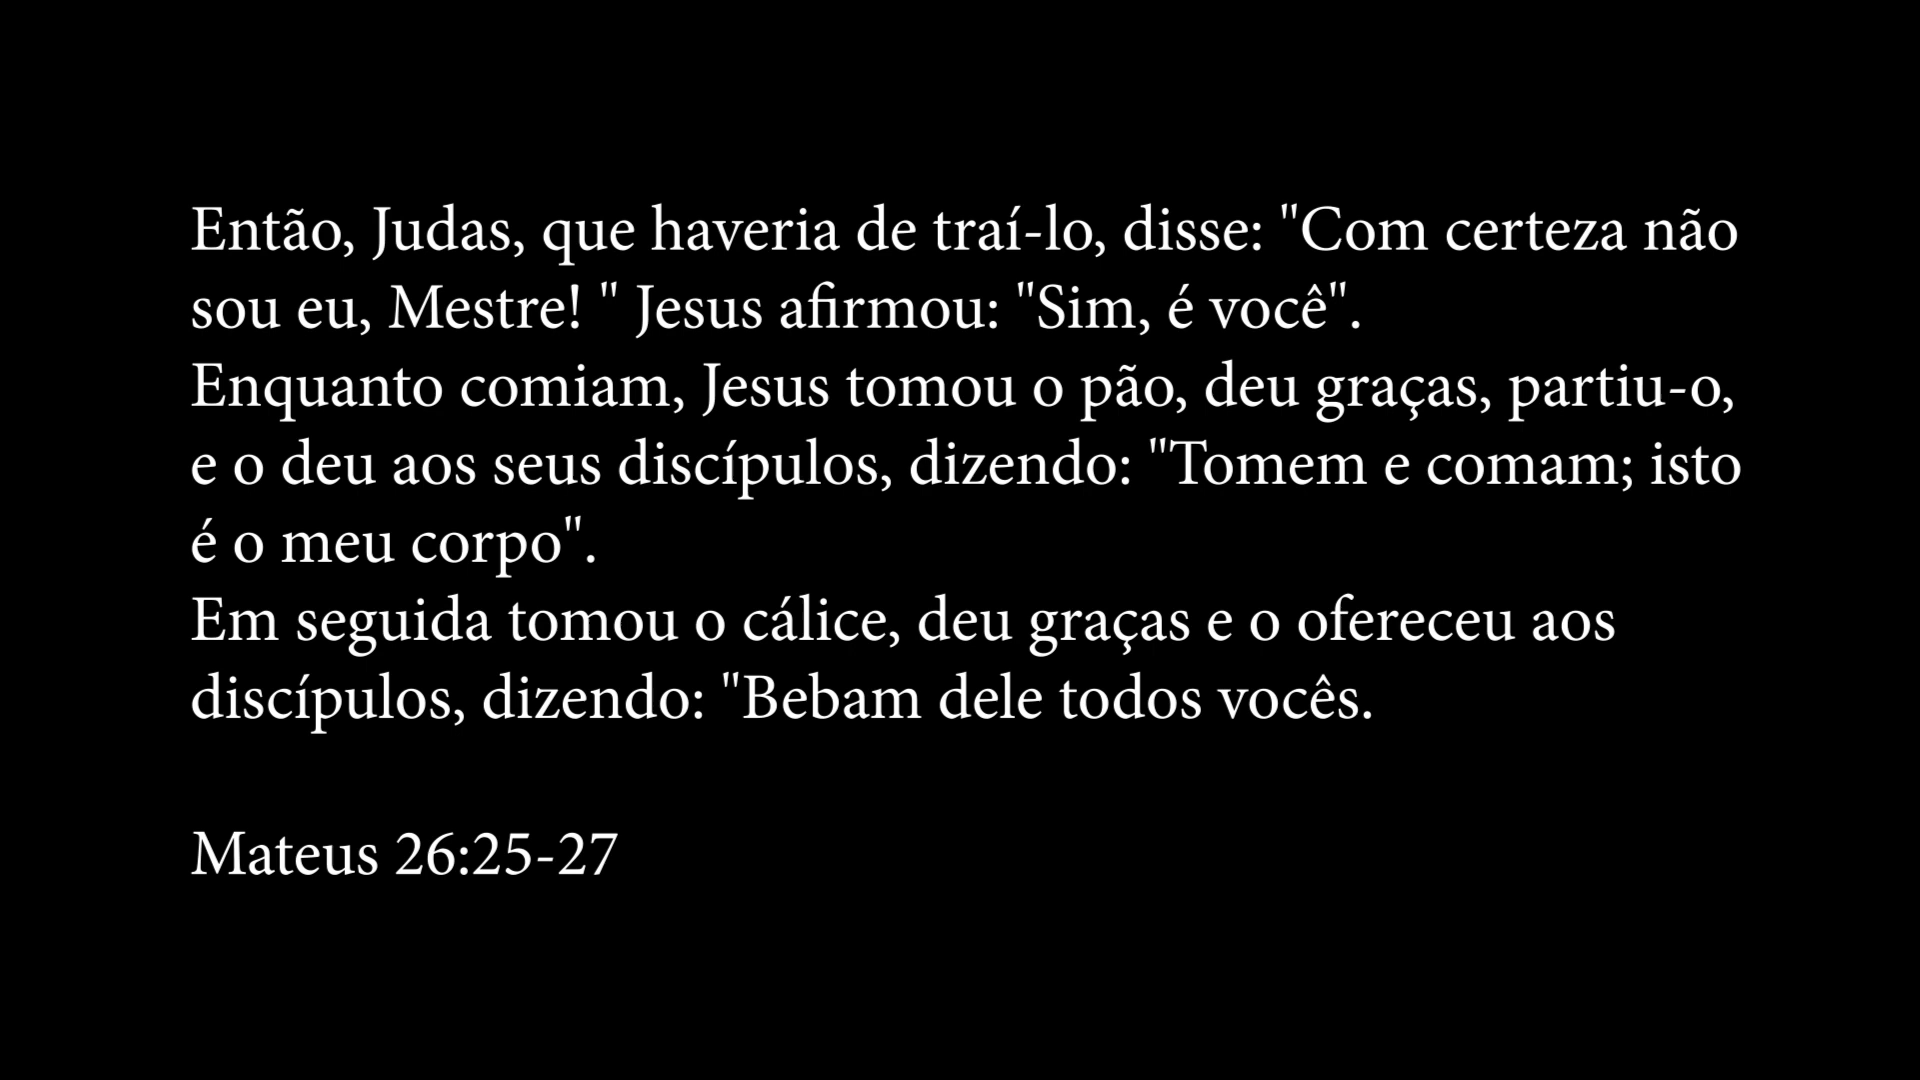 Então, Judas, que haveria de traí-lo, disse: "Com certeza não
sou eu, Mestre! " Jesus afirmou: "Sim, é você".
Enquanto comiam, Jesus tomou o pão, deu graças, partiu-o,
e o deu aos seus discípulos, dizendo: "Tomem e comam; isto
é o meu corpo".
Em seguida tomou o cálice, deu graças e o ofereceu aos
discípulos, dizendo: "Bebam dele todos vocês.
Mateus 26:25-27